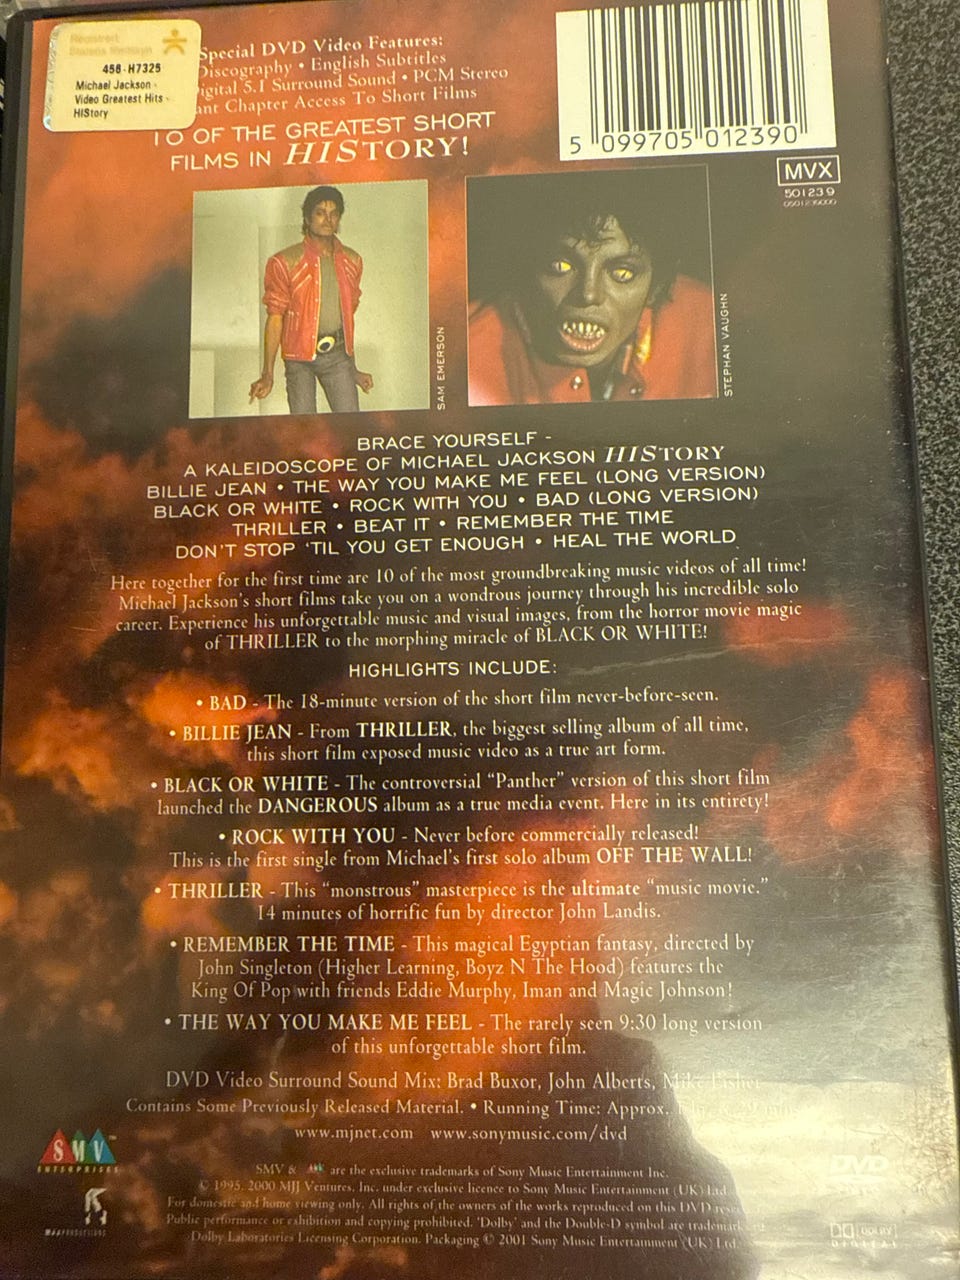 Registrert
Statens filmtilsyn
456-H7325
Michael Jackson -
Video Greatest Hits -
HIStory
Special DVD Video Features:
Discography • English Subtitles
Digital 5.1 Surround Sound • PCM Stereo
Chapter Access To Short Films
10 OF THE GREATEST SHORT
FILMS IN HISTORY!
5 099705 012390
MVX
501239
0501239000
SAM EMERSON
STEPHAN VAUGHN
BRACE YOURSELF -
A KALEIDOSCOPE OF MICHAEL JACKSON HISTORY
BILLIE JEAN • THE WAY YOU MAKE ME FEEL (LONG VERSION)
BLACK OR WHITE • ROCK WITH YOU • BAD (LONG VERSION)
THRILLER • BEAT IT • REMEMBER THE TIME
DON'T STOP 'TIL YOU GET ENOUGH • HEAL THE WORLD
Here together for the first time are 10 of the most groundbreaking music videos of all time!
Michael Jackson's short films take you on a wondrous journey through his incredible solo
career. Experience his unforgettable music and visual images, from the horror movie magic
of THRILLER to the morphing miracle of BLACK OR WHITE!
HIGHLIGHTS INCLUDE:
• BAD - The 18-minute version of the short film never-before-seen.
• BILLIE JEAN - From THRILLER, the biggest selling album of all time,
this short film exposed music video as a true art form.
• BLACK OR WHITE - The controversial "Panther" version of this short film
launched the DANGEROUS album as a true media event. Here in its entirety!
• ROCK WITH YOU - Never before commercially released!
This is the first single from Michael's first solo album OFF THE WALL!
• THRILLER - This "monstrous" masterpiece is the ultimate "music movie."
14 minutes of horrific fun by director John Landis.
• REMEMBER THE TIME - This magical Egyptian fantasy, directed by
John Singleton (Higher Learning, Boyz N The Hood) features the
King Of Pop with friends Eddie Murphy, Iman and Magic Johnson!
• THE WAY YOU MAKE ME FEEL - The rarely seen 9:30 long version
of this unforgettable short film.
DVD Video Surround Sound Mix: Brad Buxor, John Alberts, Mike Fisher
Contains Some Previously Released Material. • Running Time: Approx.
www.mjnet.com www.sonymusic.com/dvd
SMV
ENTERPRISES
MJJ PRODUCTIONS
SMV & are the exclusive trademarks of Sony Music Entertainment Inc.
© 1995, 2000 MJJ Ventures, Inc. under exclusive licence to Sony Music Entertainment (UK) Ltd.
For domestic and home viewing only. All rights of the owners of the works reproduced on this DVD
Public performance or exhibition and copying prohibited. 'Dolby' and the Double-D symbol are trademarks
Dolby Laboratories Licensing Corporation. Packaging © 2001 Sony Music Entertainment (UK) Ltd.
DVD
DOLBY
DIGITAL